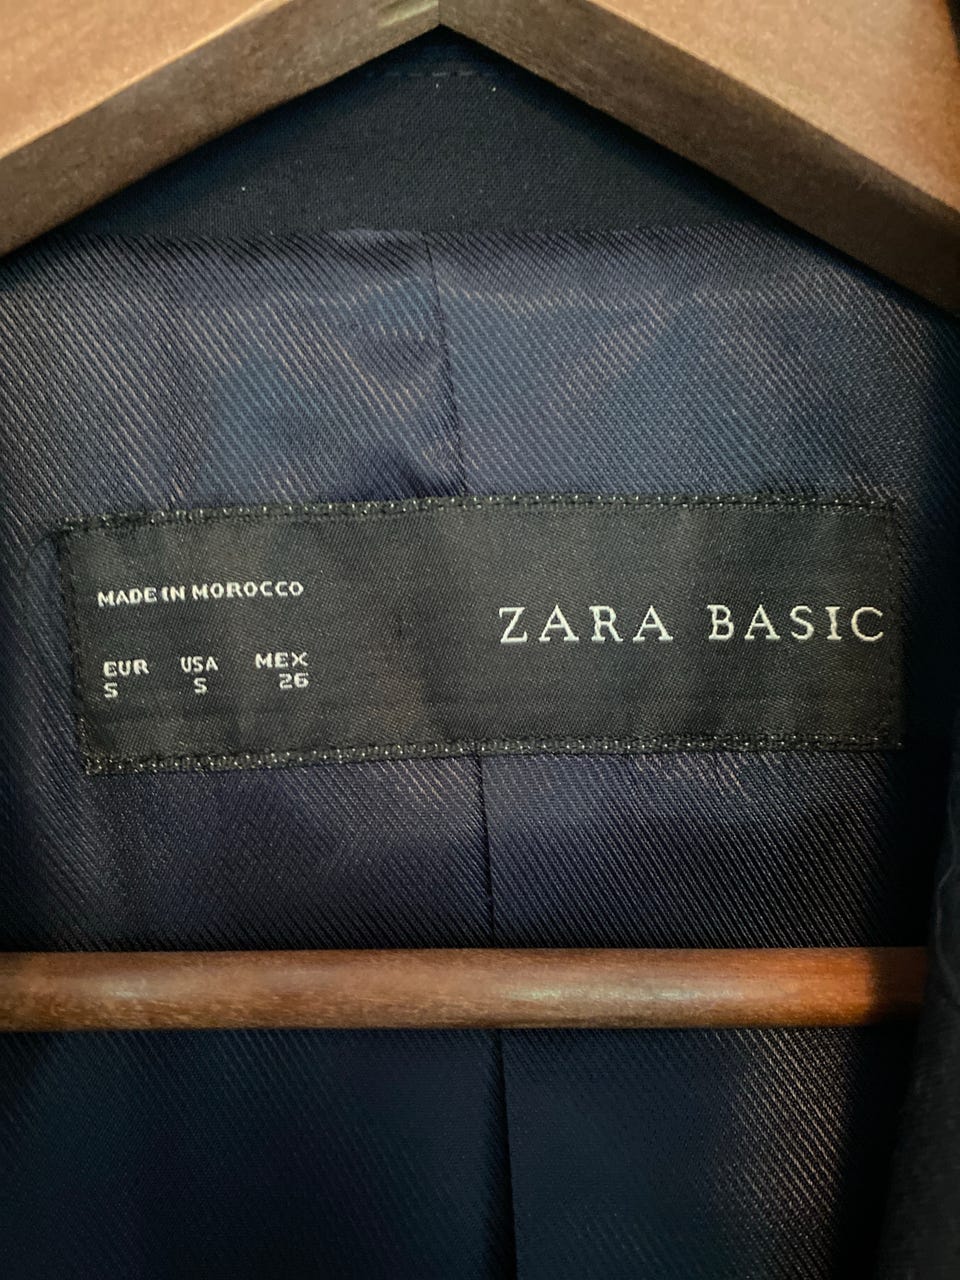 MADE IN MOROCCO
ZARA BASIC
EUR USA MEX
S S 26